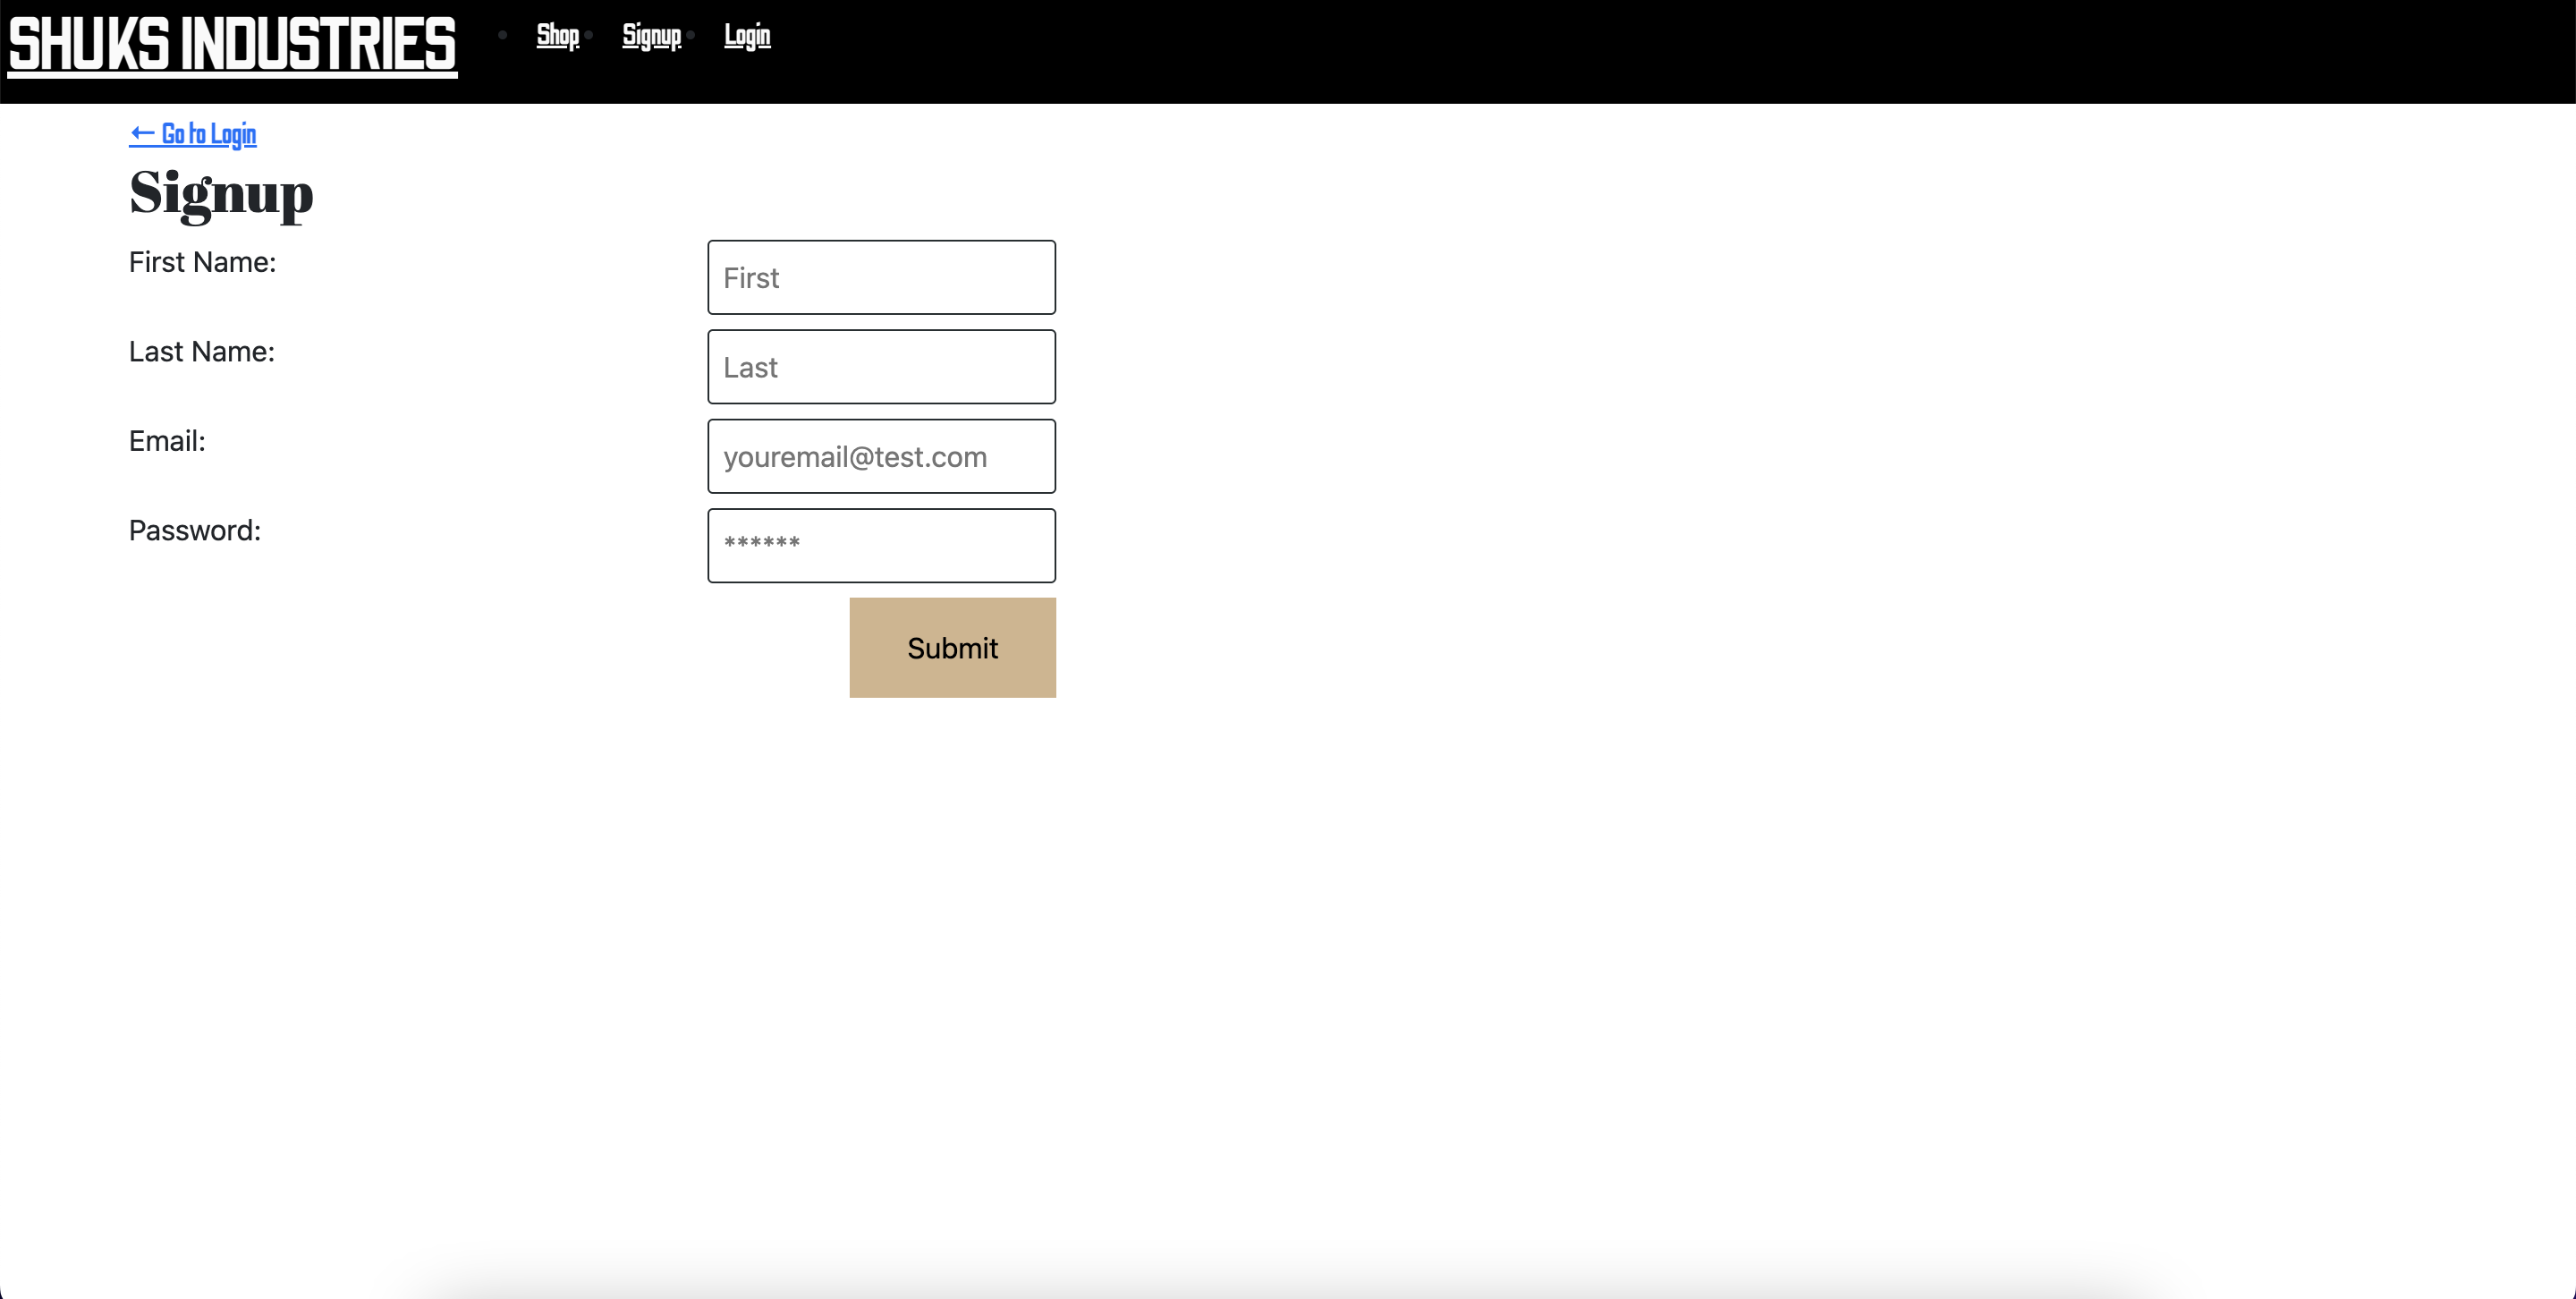 SHUKS INDUSTRIES • Shop • Signup • Login
← Go to Login
Signup
First Name: First
Last Name: Last
Email: youremail@test.com
Password: ******
Submit